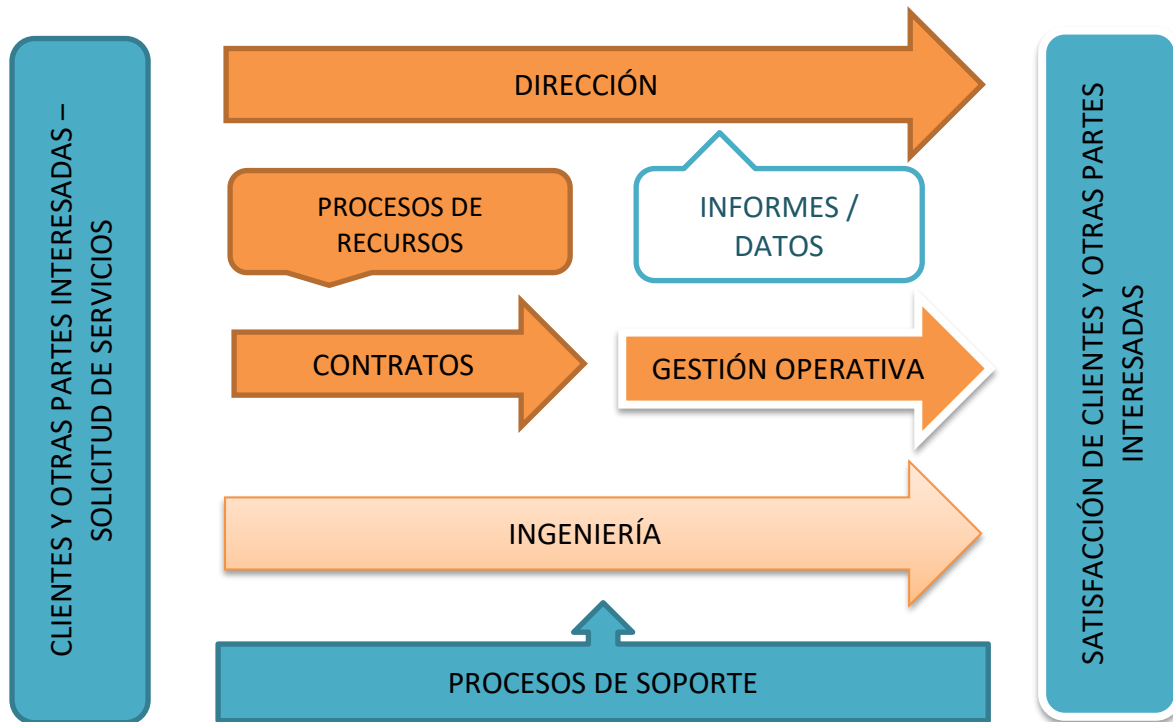 CLIENTES Y OTRAS PARTES INTERESADAS –
SOLICITUD DE SERVICIOS
DIRECCIÓN
PROCESOS DE
RECURSOS
INFORMES /
DATOS
CONTRATOS
GESTIÓN OPERATIVA
INGENIERÍA
PROCESOS DE SOPORTE
SATISFACCIÓN DE CLIENTES Y OTRAS PARTES
INTERESADAS